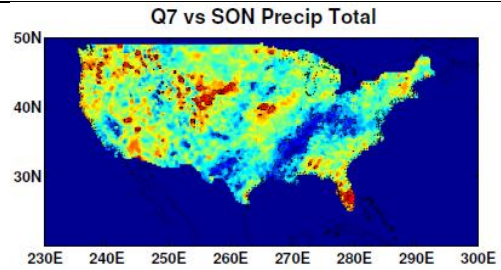 Q7 vs SON Precip Total
50N
40N
30N
230E 240E 250E 260E 270E 280E 290E 300E